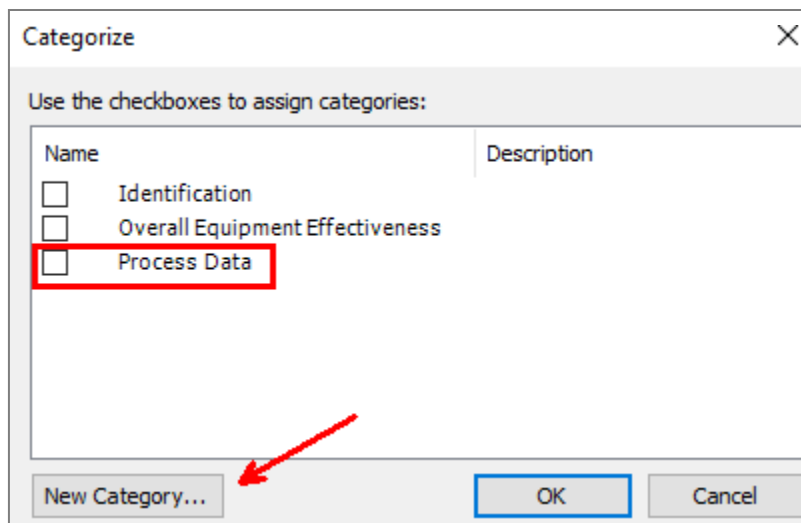 Categorize
Use the checkboxes to assign categories:
Name Description
Identification
Overall Equipment Effectiveness
Process Data
New Category... OK Cancel